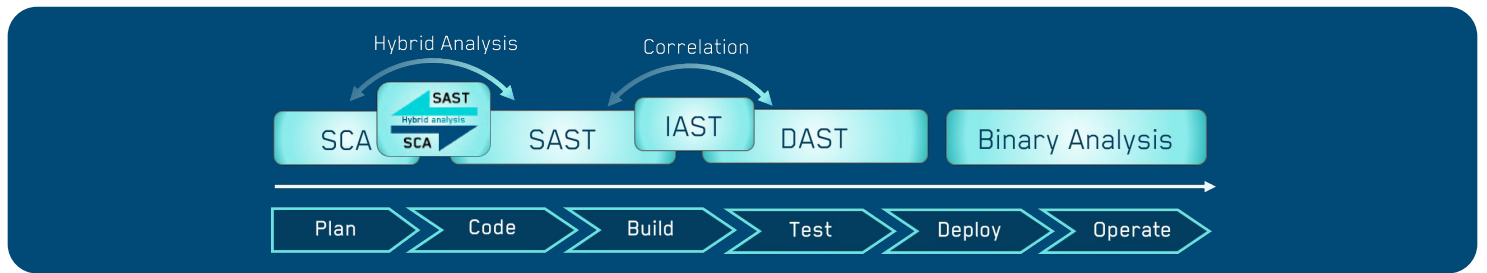 Hybrid Analysis
Correlation
SCA
SAST
Hybrid analysis
SCA
SAST
IAST
DAST
Binary Analysis
Plan
Code
Build
Test
Deploy
Operate